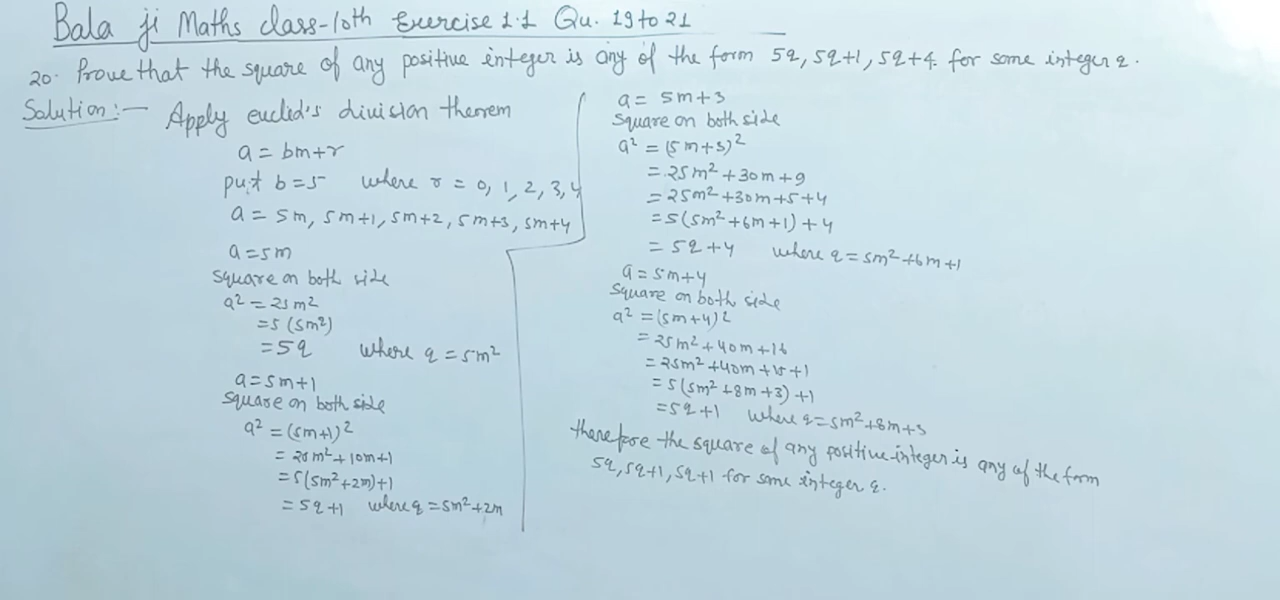 Bala ji Maths class-10th Exercise 1.1 Qu. 19 to 21
20. Prove that the square of any positive integer is any of the form 5q, 5q+1, 5q+4 for some integer q.
Solution:- Apply euclid's division theorem
a = bm+r
put b=5 where r = 0, 1, 2, 3, 4
a = 5m, 5m+1, 5m+2, 5m+3, 5m+4
a=5m
Square on both side
a² = 25m²
=5(5m²)
=5q where q=5m²
a=5m+1
Square on both side
a² = (5m+1)²
= 25m²+10m+1
=5(5m²+2m)+1
=5q+1 where q=5m²+2m
a= 5m+3
Square on both side
a² = (5m+3)²
= 25m²+30m+9
= 25m²+30m+5+4
=5(5m²+6m+1)+4
= 5q+4 where q=5m²+6m+1
a=5m+4
Square on both side
a² =(5m+4)²
= 25m²+40m+16
= 25m²+40m+15+1
=5(5m²+8m+3)+1
=5q+1 where q=5m²+8m+3
therefore the square of any positive integer is any of the form
5q, 5q+1, 5q+1 for some integer q.